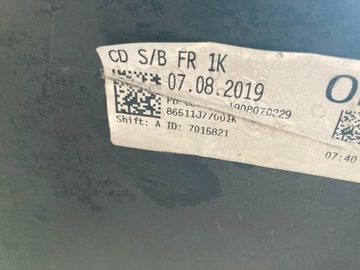 CD S/B FR 1K
07.08.2019
1908070229
86511J7700
Shift: A ID: 7015821
07:40